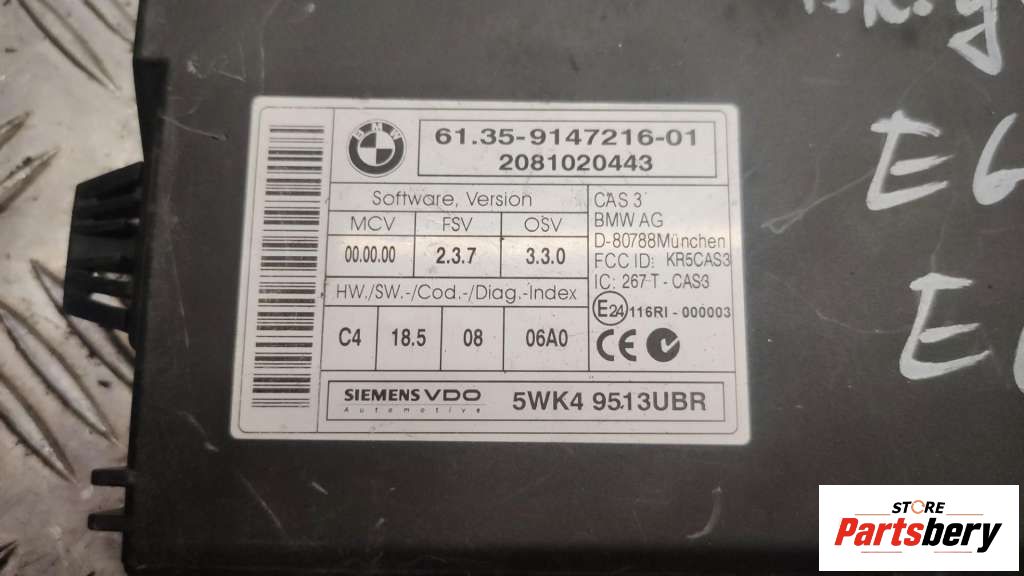 BMW
61.35-9147216-01
2081020443
Software, Version
MCV FSV OSV
00.00.00 2.3.7 3.3.0
HW./SW.-/Cod.-/Diag.-Index
C4 18.5 08 06A0
CAS 3
BMW AG
D-80788München
FCC ID: KR5CAS3
IC: 267 T - CAS3
E24 116RI - 000003
CE
SIEMENS VDO
Automotive
5WK4 9513UBR
STORE
Partsbery